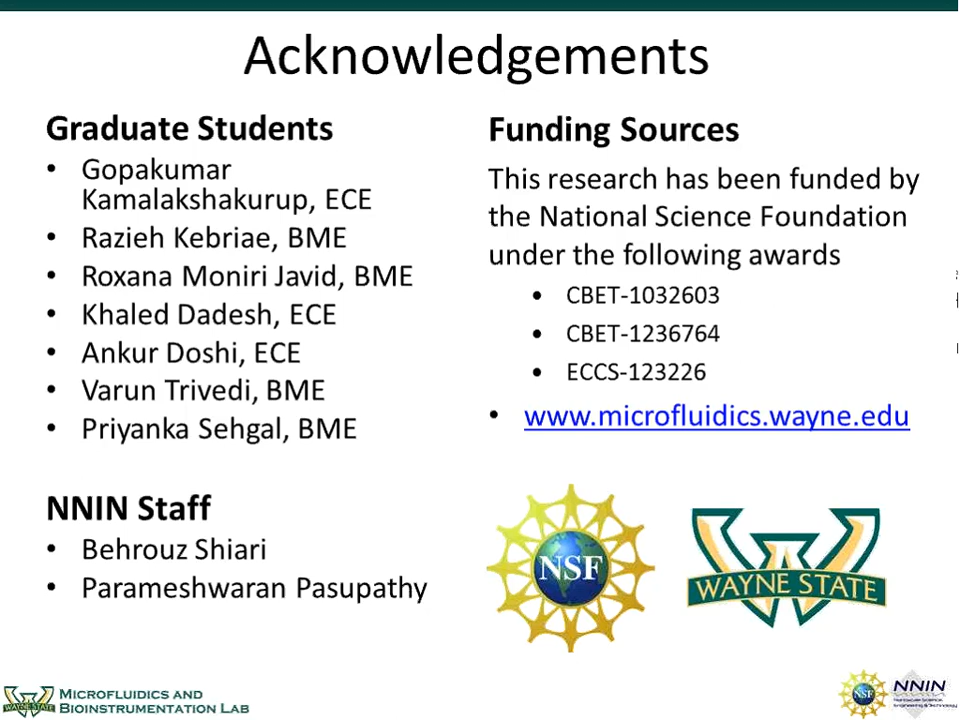 Acknowledgements
Graduate Students
• Gopakumar
Kamalakshakurup, ECE
• Razieh Kebriae, BME
• Roxana Moniri Javid, BME
• Khaled Dadesh, ECE
• Ankur Doshi, ECE
• Varun Trivedi, BME
• Priyanka Sehgal, BME
NNIN Staff
• Behrouz Shiari
• Parameshwaran Pasupathy
Funding Sources
This research has been funded by
the National Science Foundation
under the following awards
• CBET-1032603
• CBET-1236764
• ECCS-123226
• www.microfluidics.wayne.edu
NSF
WAYNE STATE
WAYNE STATE
MICROFLUIDICS AND
BIOINSTRUMENTATION LAB
NSF
NNIN